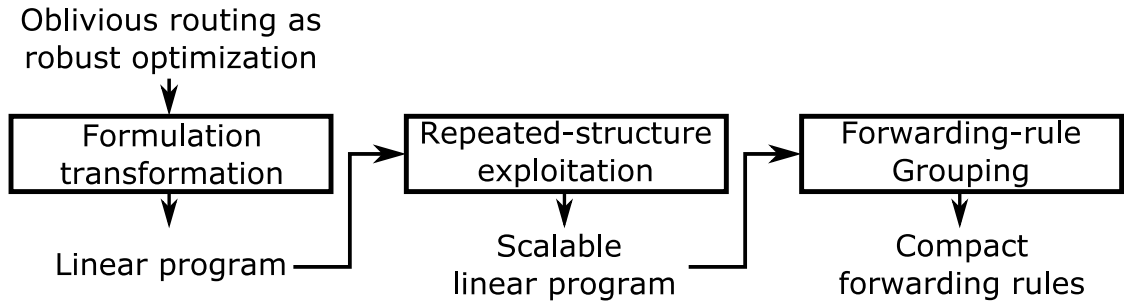 Oblivious routing as
robust optimization
Formulation
transformation
Linear program
Repeated-structure
exploitation
Scalable
linear program
Forwarding-rule
Grouping
Compact
forwarding rules